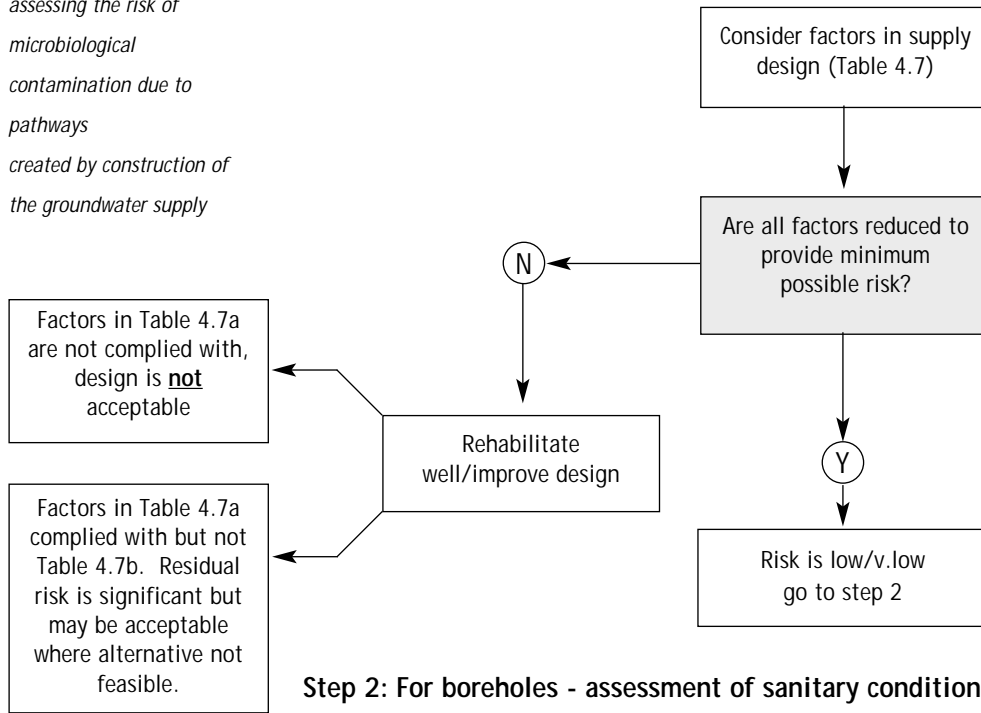 assessing the risk of
microbiological
contamination due to
pathways
created by construction of
the groundwater supply
Consider factors in supply
design (Table 4.7)
Are all factors reduced to
provide minimum
possible risk?
N
Factors in Table 4.7a
are not complied with,
design is not
acceptable
Rehabilitate
well/improve design
Y
Factors in Table 4.7a
complied with but not
Table 4.7b. Residual
risk is significant but
may be acceptable
where alternative not
feasible.
Risk is low/v.low
go to step 2
Step 2: For boreholes - assessment of sanitary condition